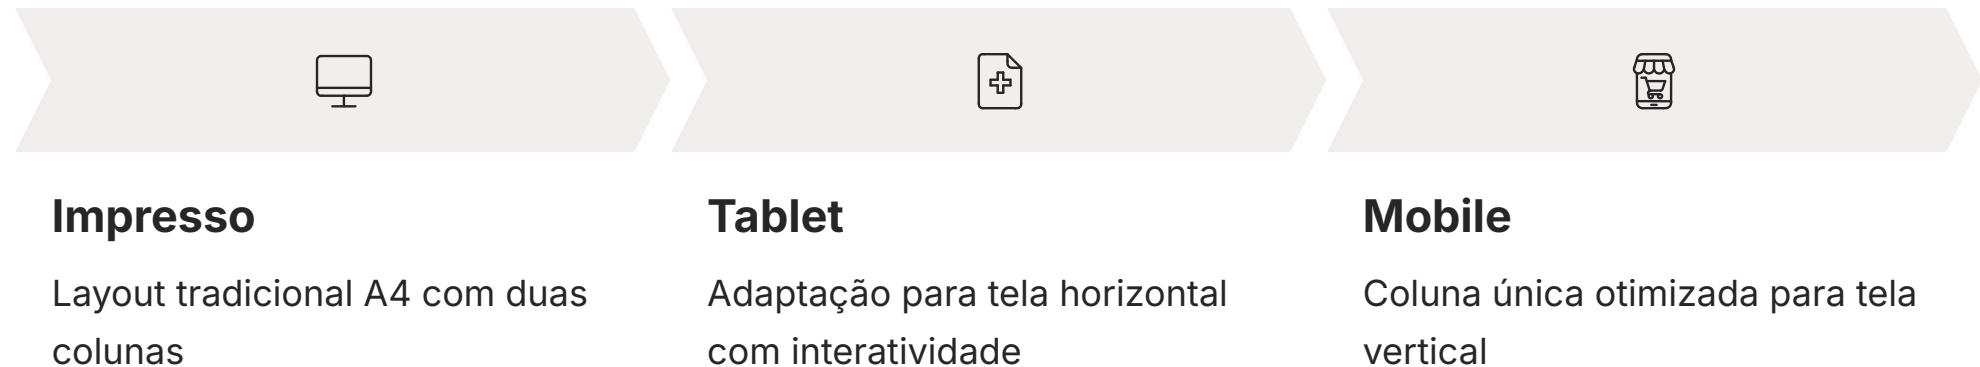 Impresso
Layout tradicional A4 com duas
colunas
Tablet
Adaptação para tela horizontal
com interatividade
Mobile
Coluna única otimizada para tela
vertical